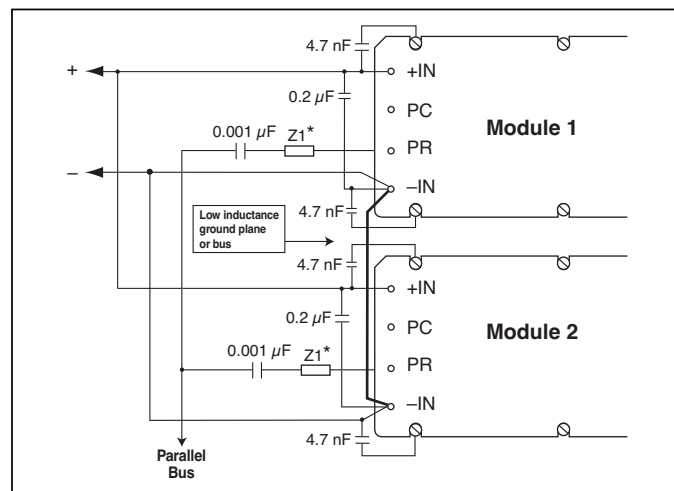 4.7 nF
+
+IN
0.2 µF
PC
Module 1
0.001 µF
Z1*
PR
–
–IN
4.7 nF
Low inductance
ground plane
or bus
4.7 nF
+IN
0.2 µF
PC
Module 2
0.001 µF
Z1*
PR
–IN
4.7 nF
Parallel
Bus